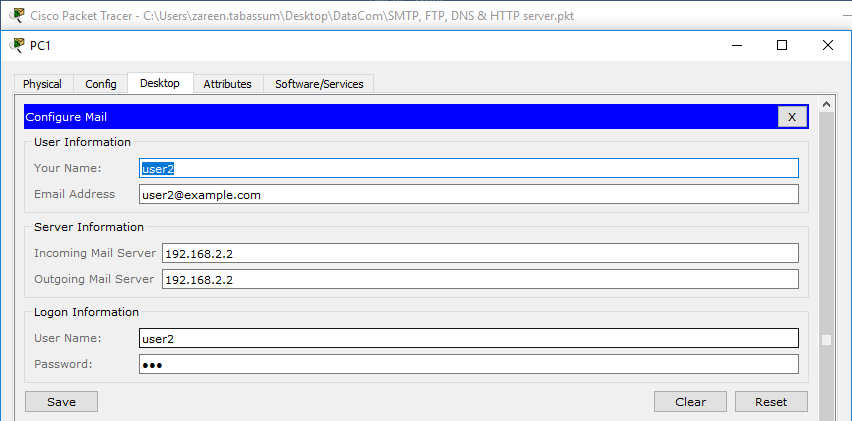 Cisco Packet Tracer - C:\Users\zareen.tabassum\Desktop\DataCom\SMTP, FTP, DNS & HTTP server.pkt
PC1
Physical Config Desktop Attributes Software/Services
Configure Mail X
User Information
Your Name: user2
Email Address user2@example.com
Server Information
Incoming Mail Server 192.168.2.2
Outgoing Mail Server 192.168.2.2
Logon Information
User Name: user2
Password: ●●●
Save Clear Reset